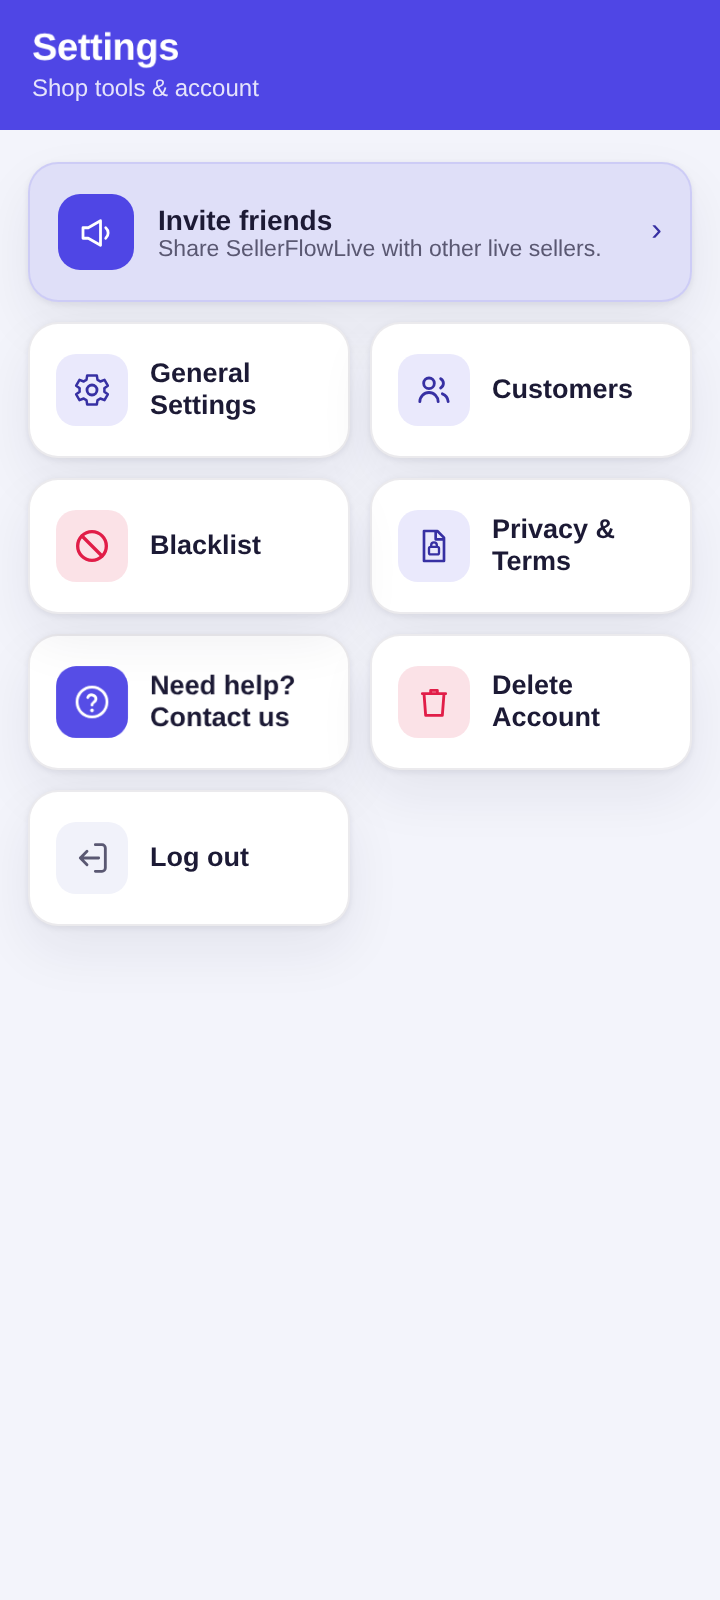 Settings
Shop tools & account
Invite friends
Share SellerFlowLive with other live sellers.
General
Settings
Customers
Blacklist
Privacy &
Terms
Need help?
Contact us
Delete
Account
Log out